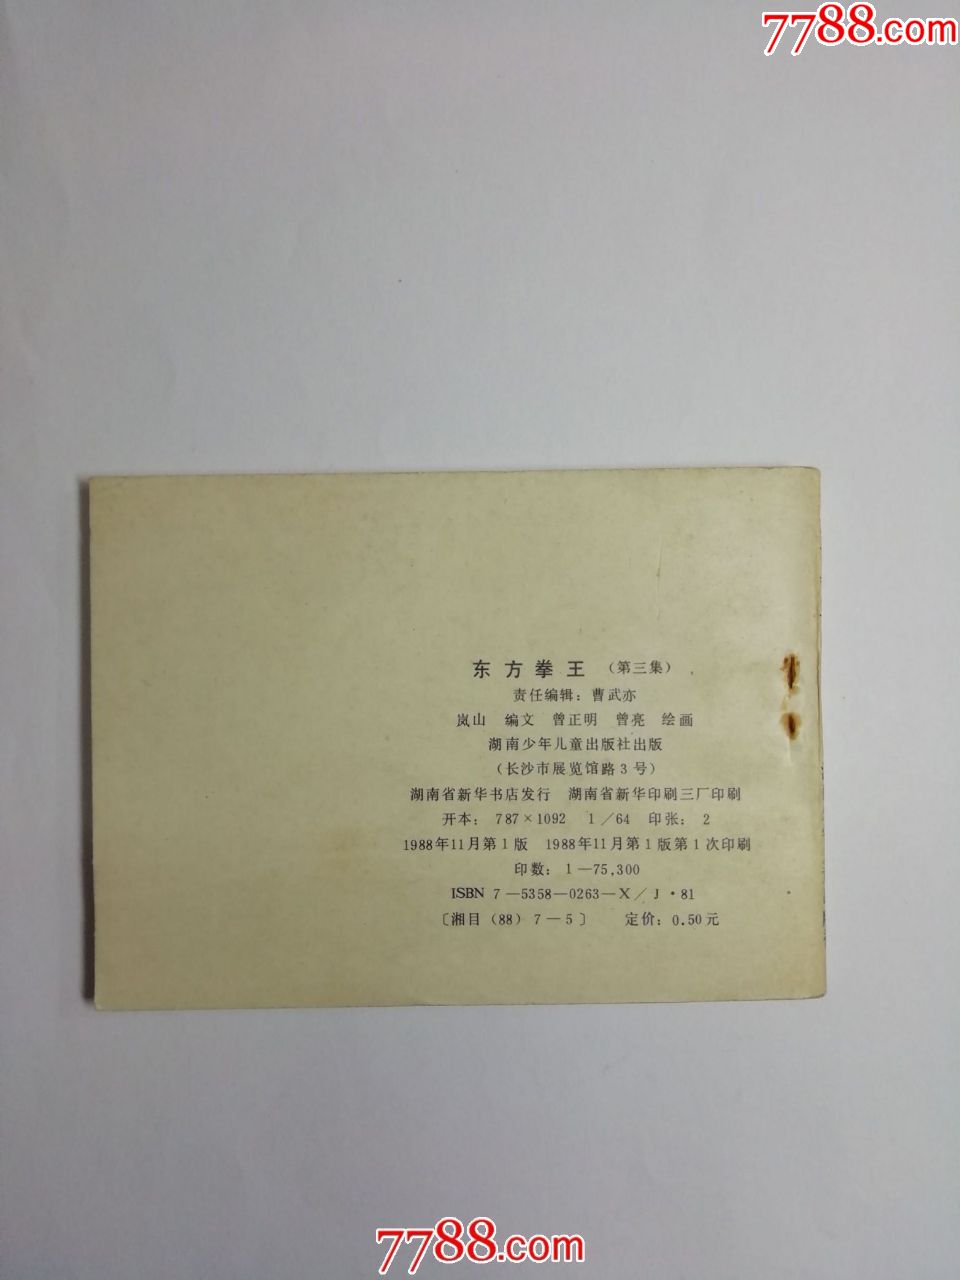 7788.com
东方拳王（第三集）
责任编辑：曹武亦
岚山 编文 曾正明 曾亮 绘画
湖南少年儿童出版社出版
（长沙市展览馆路3号）
湖南省新华书店发行 湖南省新华印刷三厂印刷
开本：787×1092 1／64 印张：2
1988年11月第1版 1988年11月第1版第1次印刷
印数：1—75,300
ISBN 7—5358—0263—X／J·81
〔湘目（88）7—5〕 定价：0.50元
7788.com